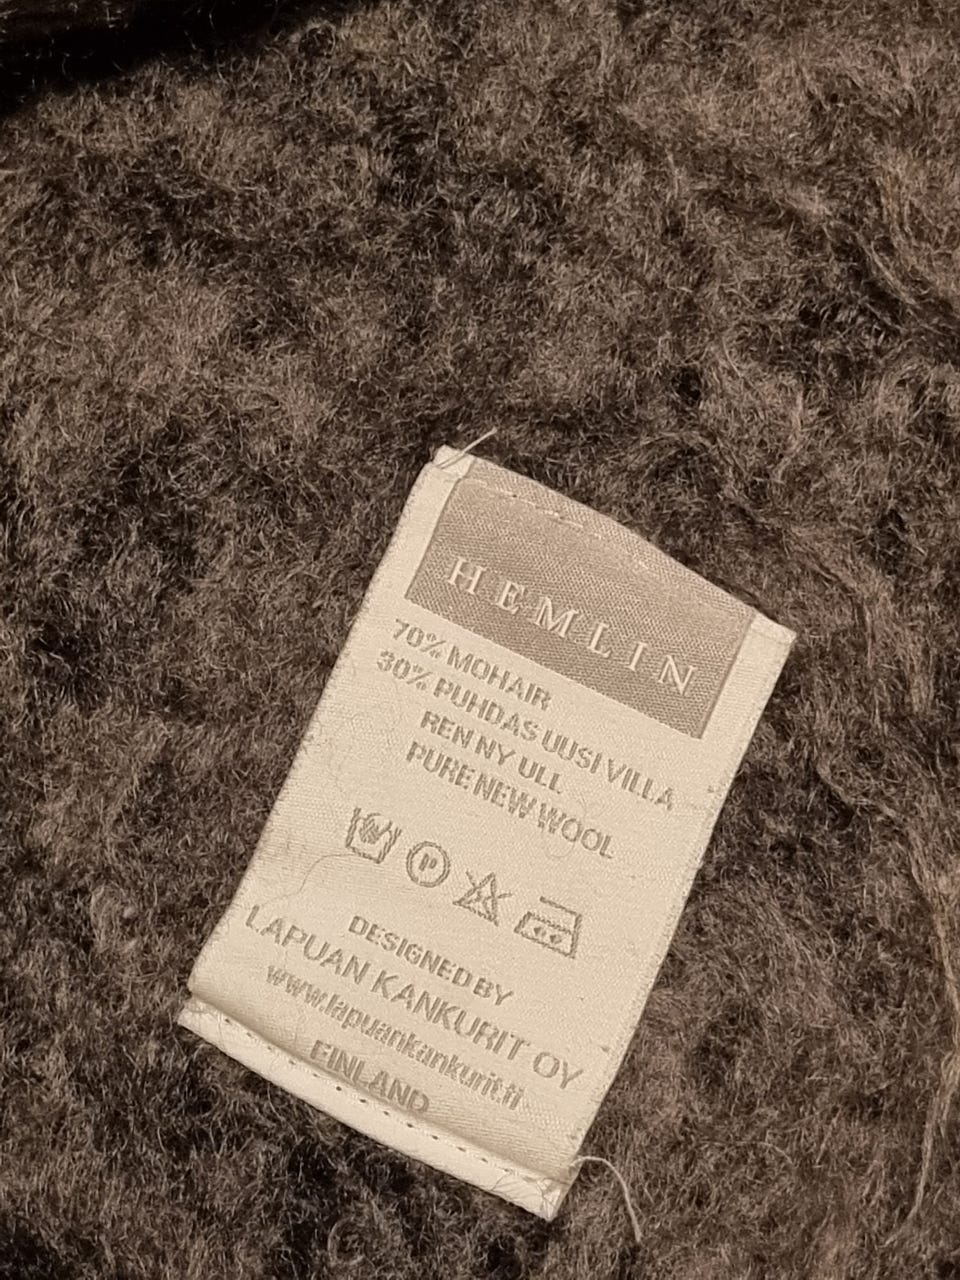 HEMLIN
70% MOHAIR
30% PUHDAS UUSI VILLA
REN NY ULL
PURE NEW WOOL
P
DESIGNED BY
LAPUAN KANKURIT OY
www.lapuankankurit.fi
FINLAND